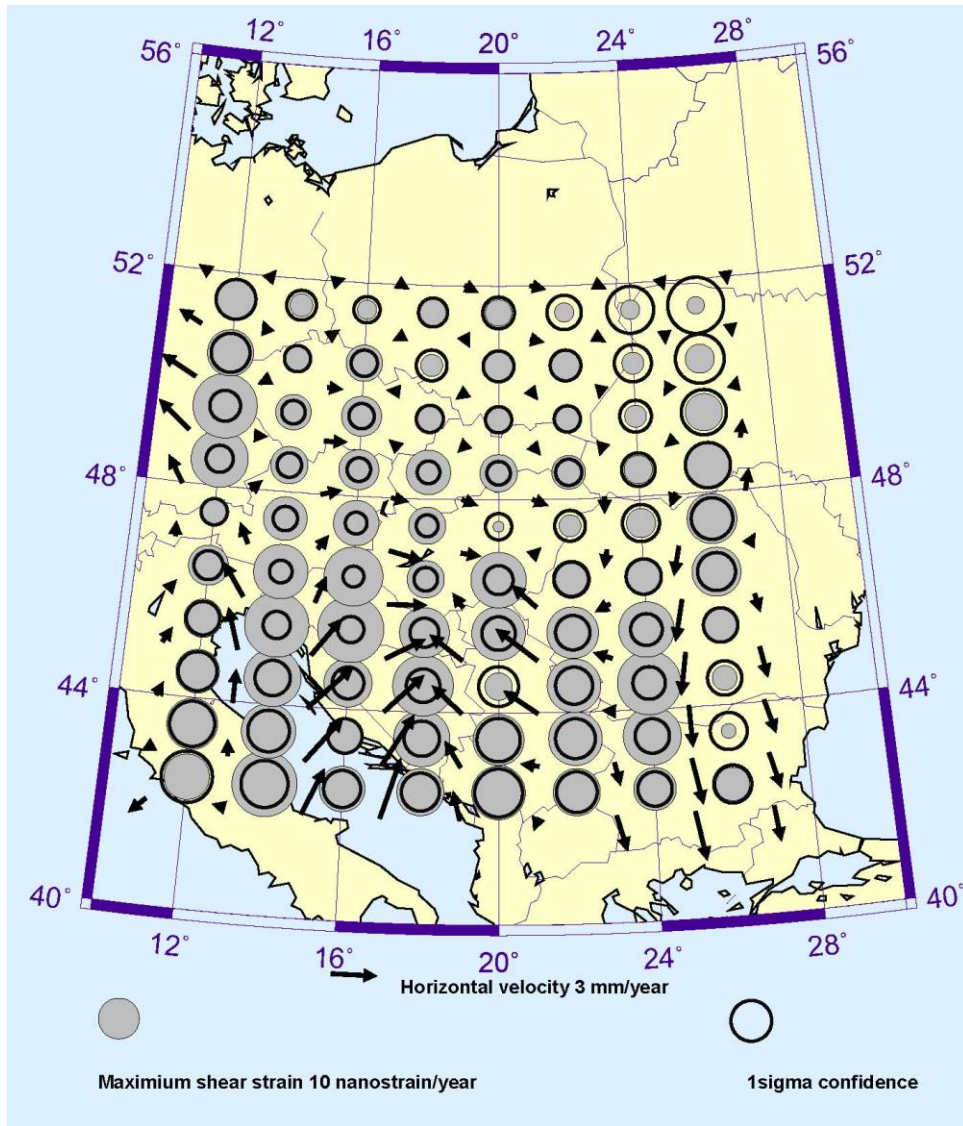 12° 16° 20° 24° 28°
56° 56°
52° 52°
48° 48°
44° 44°
40° 40°
12° 16° 20° 24° 28°
Horizontal velocity 3 mm/year
Maximium shear strain 10 nanostrain/year 1sigma confidence